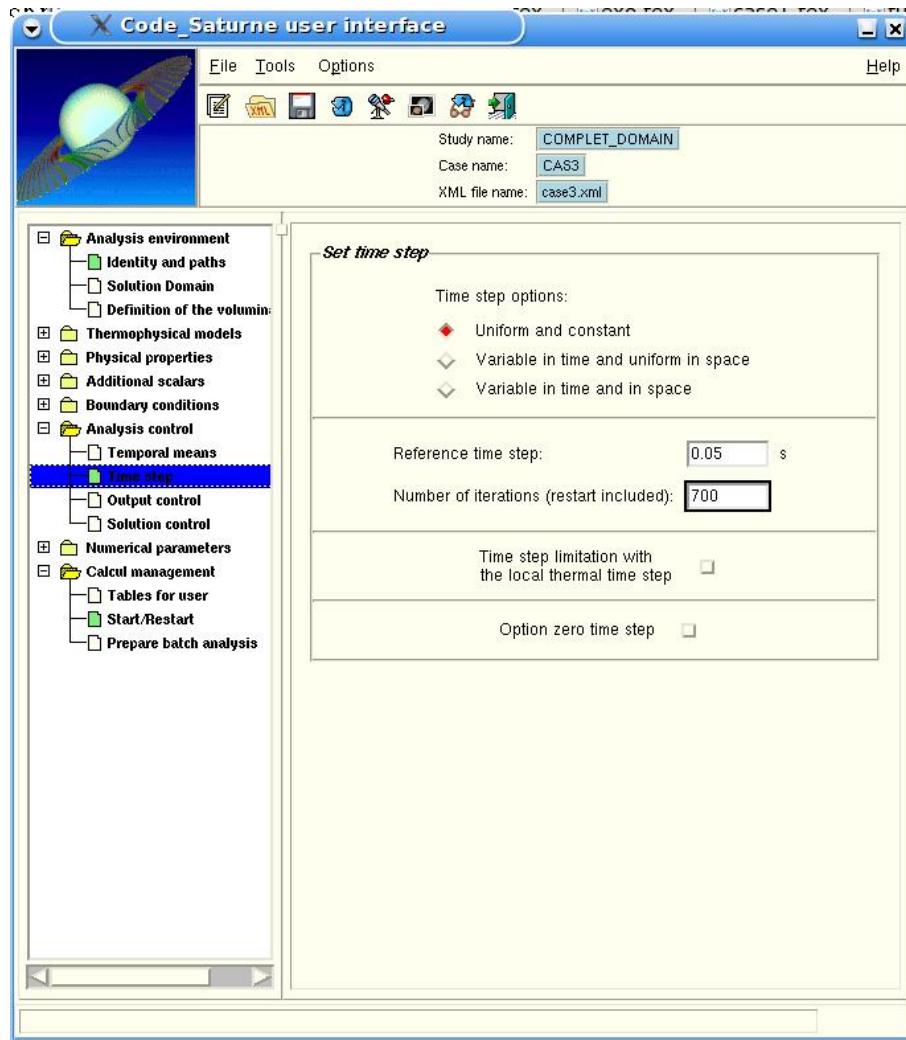 Code_Saturne user interface
File Tools Options Help
Study name: COMPLET_DOMAIN
Case name: CAS3
XML file name: case3.xml
Analysis environment
Identity and paths
Solution Domain
Definition of the volumin
Thermophysical models
Physical properties
Additional scalars
Boundary conditions
Analysis control
Temporal means
Time step
Output control
Solution control
Numerical parameters
Calcul management
Tables for user
Start/Restart
Prepare batch analysis
Set time step
Time step options:
Uniform and constant
Variable in time and uniform in space
Variable in time and in space
Reference time step: 0.05 s
Number of iterations (restart included): 700
Time step limitation with
the local thermal time step
Option zero time step